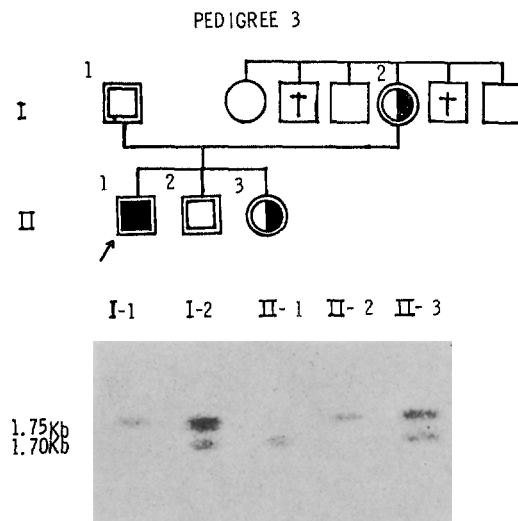 PEDIGREE 3
1
2
I
1 2 3
II
I-1 I-2 II-1 II-2 II-3
1.75Kb
1.70Kb